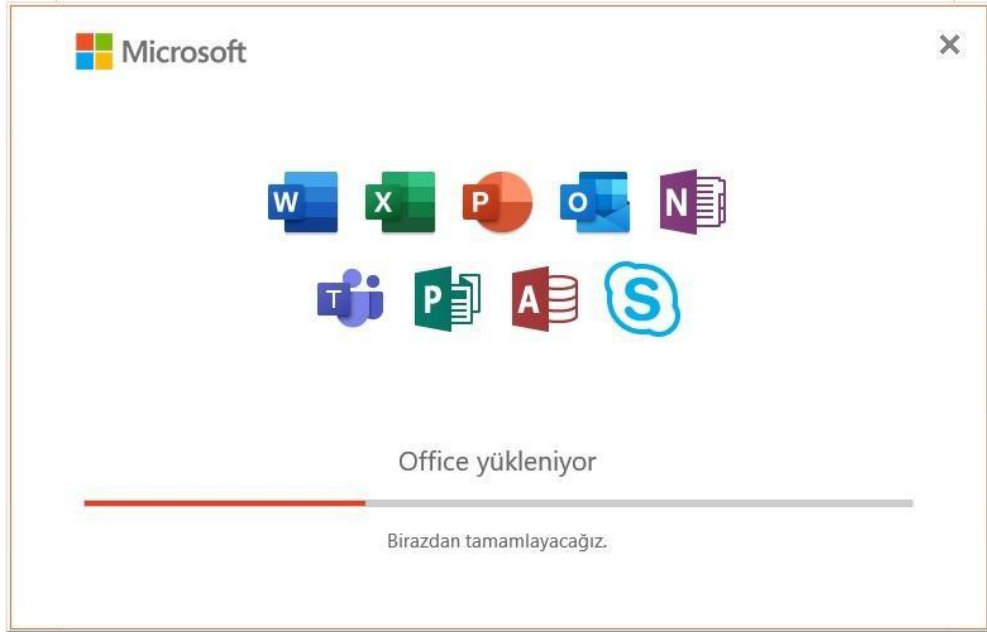 Microsoft
W X P O N
T P A S
Office yükleniyor
Birazdan tamamlayacağız.